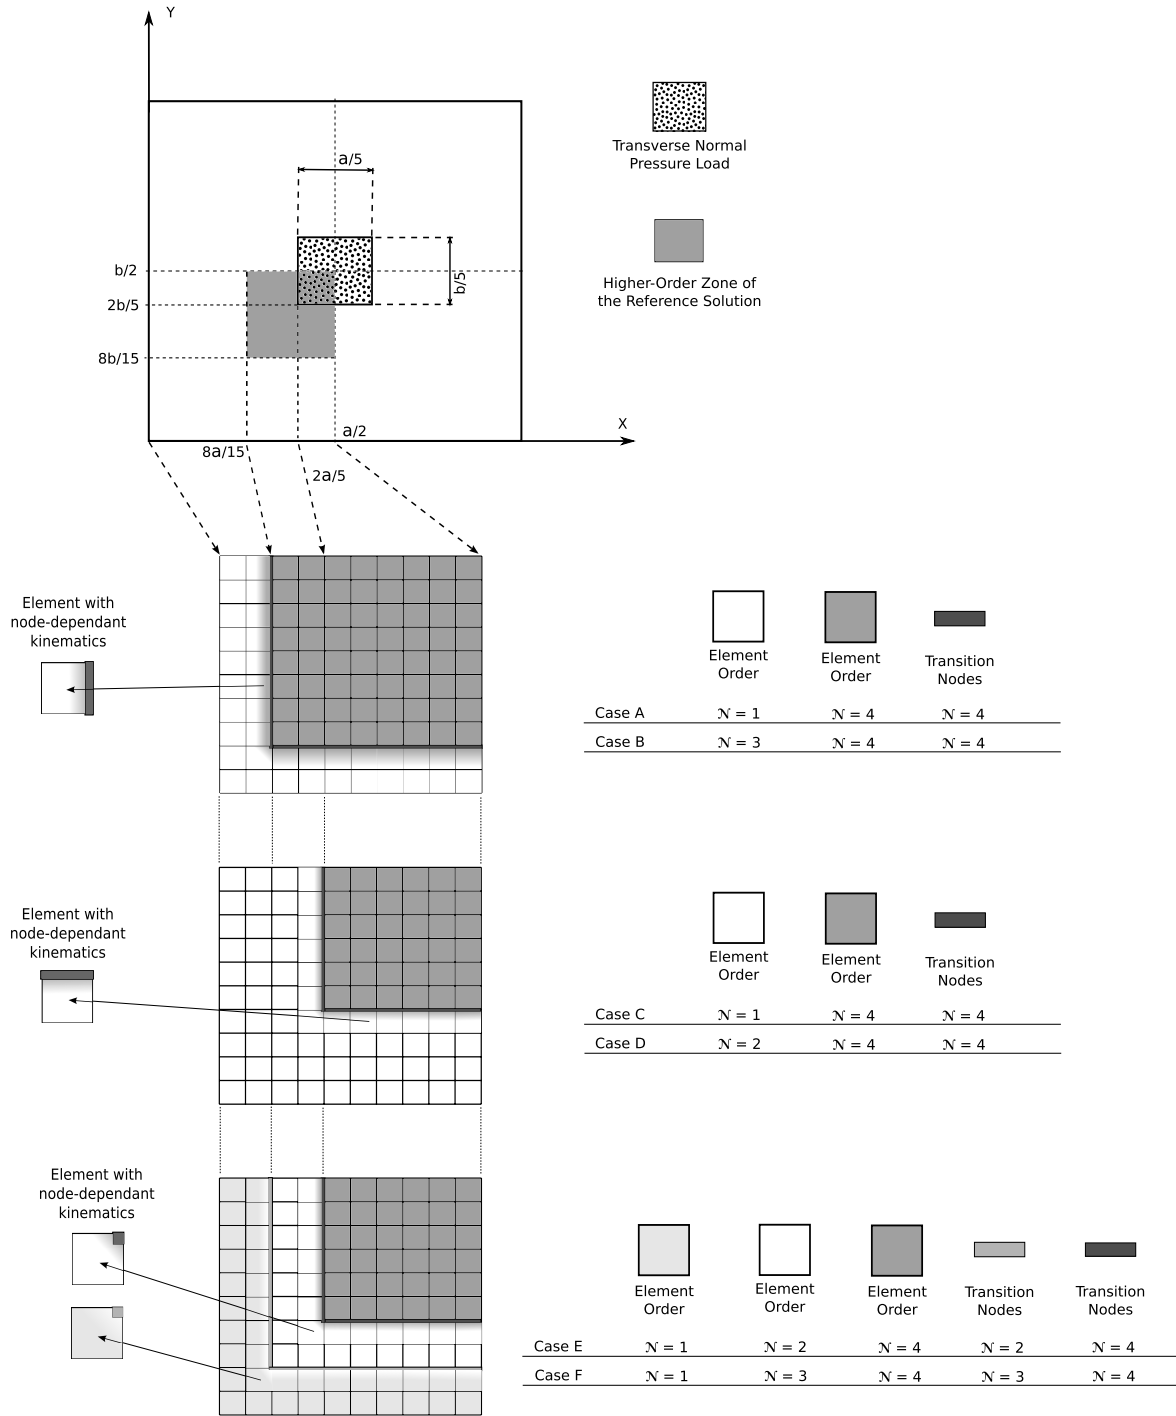 Y
a/5
Transverse Normal
Pressure Load
b/2
b/5
2b/5
Higher-Order Zone of
the Reference Solution
8b/15
X
a/2
8a/15
2a/5
Element with
node-dependant
kinematics
Element
Order
Element
Order
Transition
Nodes
Case A 𝒩 = 1 𝒩 = 4 𝒩 = 4
Case B 𝒩 = 3 𝒩 = 4 𝒩 = 4
Element with
node-dependant
kinematics
Element
Order
Element
Order
Transition
Nodes
Case C 𝒩 = 1 𝒩 = 4 𝒩 = 4
Case D 𝒩 = 2 𝒩 = 4 𝒩 = 4
Element with
node-dependant
kinematics
Element
Order
Element
Order
Element
Order
Transition
Nodes
Transition
Nodes
Case E 𝒩 = 1 𝒩 = 2 𝒩 = 4 𝒩 = 2 𝒩 = 4
Case F 𝒩 = 1 𝒩 = 3 𝒩 = 4 𝒩 = 3 𝒩 = 4